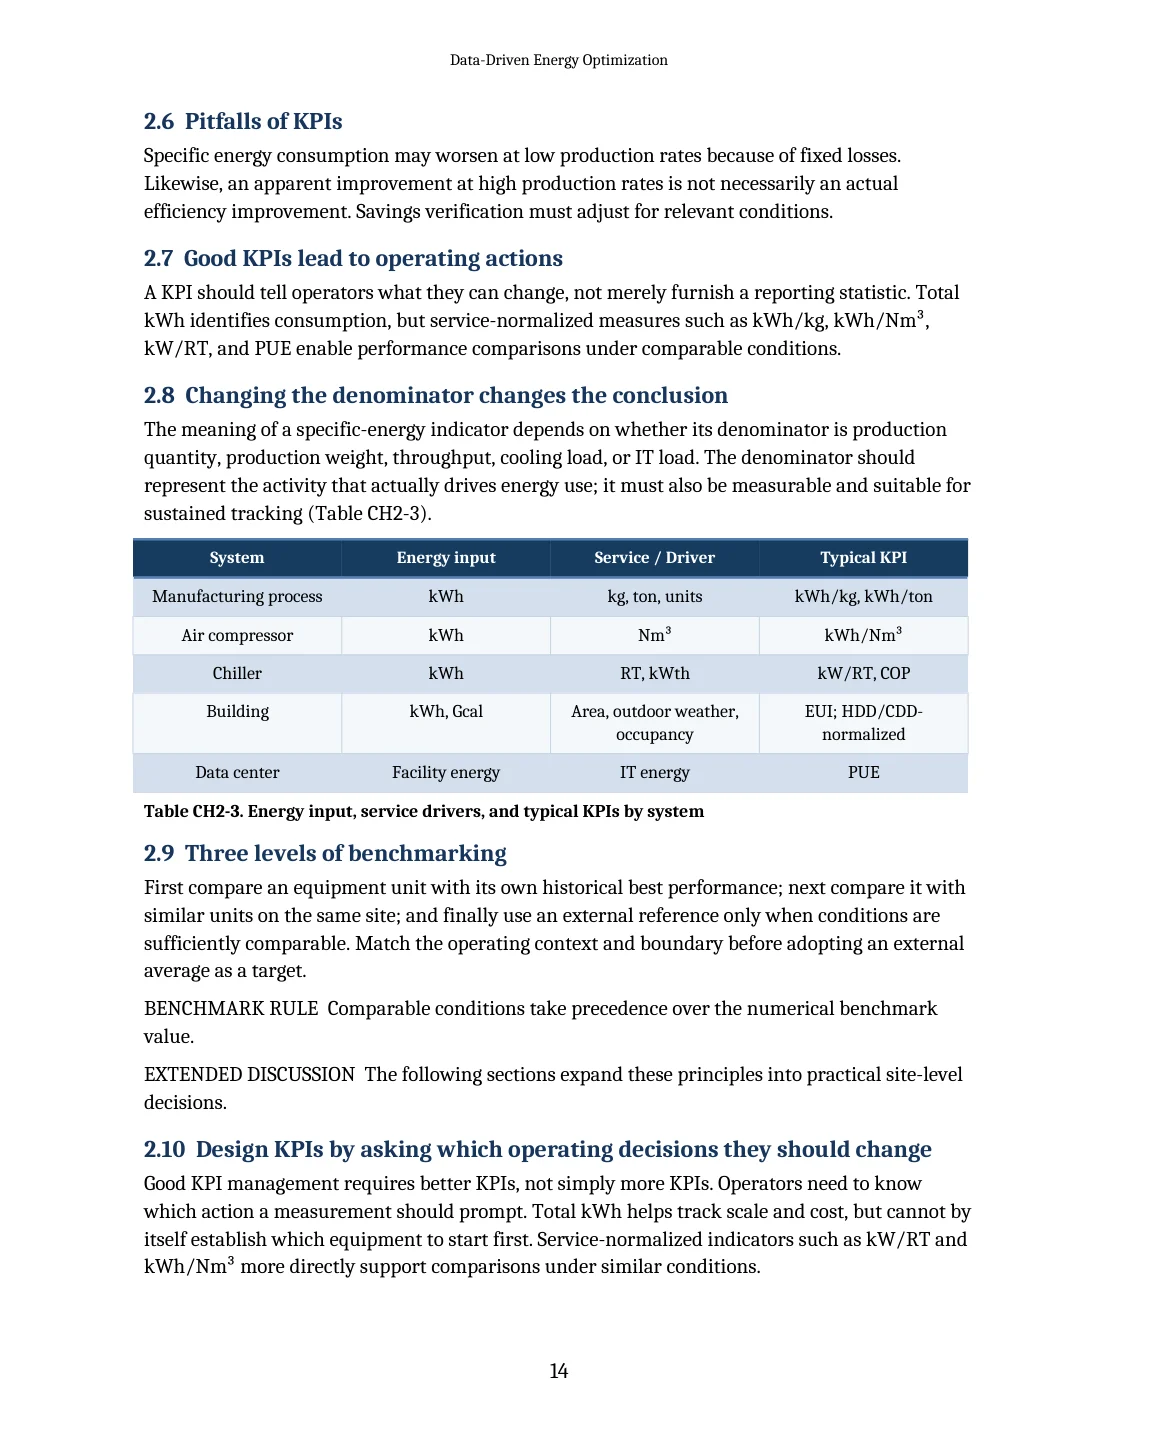 Data-Driven Energy Optimization
2.6 Pitfalls of KPIs
Specific energy consumption may worsen at low production rates because of fixed losses.
Likewise, an apparent improvement at high production rates is not necessarily an actual
efficiency improvement. Savings verification must adjust for relevant conditions.
2.7 Good KPIs lead to operating actions
A KPI should tell operators what they can change, not merely furnish a reporting statistic. Total
kWh identifies consumption, but service-normalized measures such as kWh/kg, kWh/Nm³,
kW/RT, and PUE enable performance comparisons under comparable conditions.
2.8 Changing the denominator changes the conclusion
The meaning of a specific-energy indicator depends on whether its denominator is production
quantity, production weight, throughput, cooling load, or IT load. The denominator should
represent the activity that actually drives energy use; it must also be measurable and suitable for
sustained tracking (Table CH2-3).
System Energy input Service / Driver Typical KPI
Manufacturing process kWh kg, ton, units kWh/kg, kWh/ton
Air compressor kWh Nm³ kWh/Nm³
Chiller kWh RT, kWth kW/RT, COP
Building kWh, Gcal Area, outdoor weather, EUI; HDD/CDD-
occupancy normalized
Data center Facility energy IT energy PUE
Table CH2-3. Energy input, service drivers, and typical KPIs by system
2.9 Three levels of benchmarking
First compare an equipment unit with its own historical best performance; next compare it with
similar units on the same site; and finally use an external reference only when conditions are
sufficiently comparable. Match the operating context and boundary before adopting an external
average as a target.
BENCHMARK RULE Comparable conditions take precedence over the numerical benchmark
value.
EXTENDED DISCUSSION The following sections expand these principles into practical site-level
decisions.
2.10 Design KPIs by asking which operating decisions they should change
Good KPI management requires better KPIs, not simply more KPIs. Operators need to know
which action a measurement should prompt. Total kWh helps track scale and cost, but cannot by
itself establish which equipment to start first. Service-normalized indicators such as kW/RT and
kWh/Nm³ more directly support comparisons under similar conditions.
14